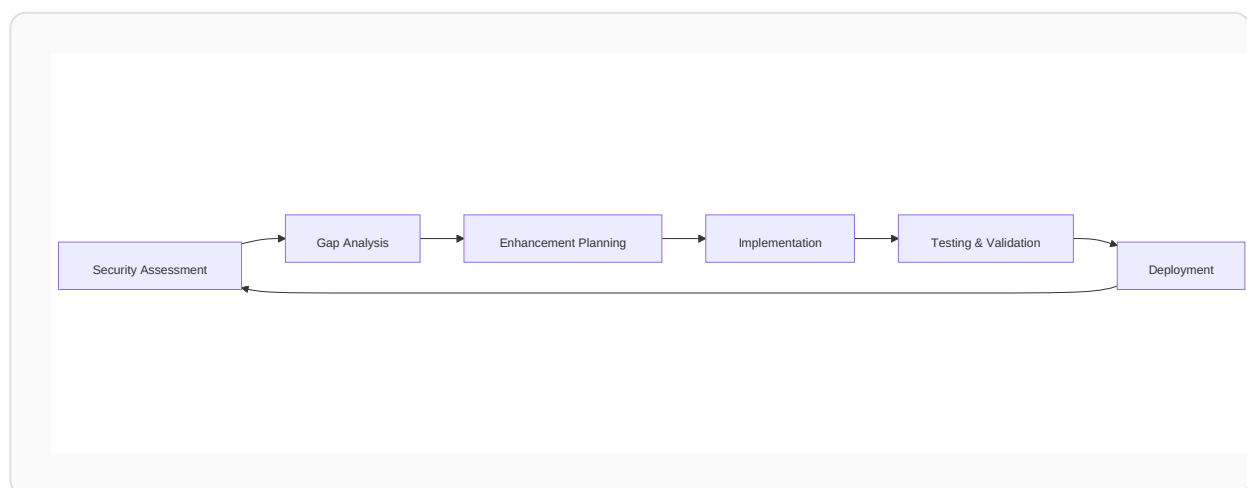 Security Assessment
Gap Analysis
Enhancement Planning
Implementation
Testing & Validation
Deployment